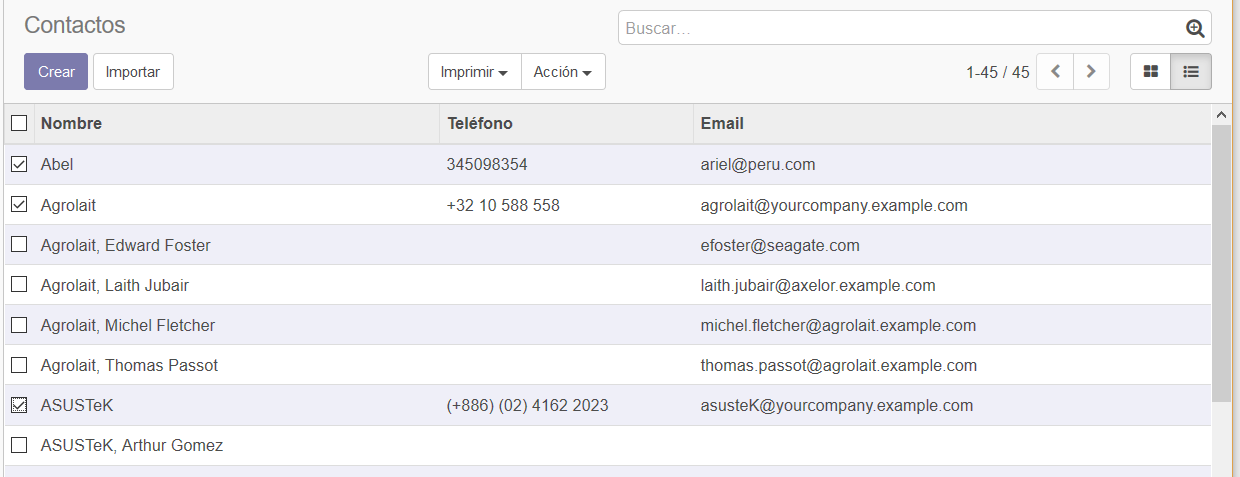 Contactos
Buscar...
Crear Importar Imprimir Acción 1-45 / 45
Nombre Teléfono Email
Abel 345098354 ariel@peru.com
Agrolait +32 10 588 558 agrolait@yourcompany.example.com
Agrolait, Edward Foster efoster@seagate.com
Agrolait, Laith Jubair laith.jubair@axelor.example.com
Agrolait, Michel Fletcher michel.fletcher@agrolait.example.com
Agrolait, Thomas Passot thomas.passot@agrolait.example.com
ASUSTeK (+886) (02) 4162 2023 asusteK@yourcompany.example.com
ASUSTeK, Arthur Gomez